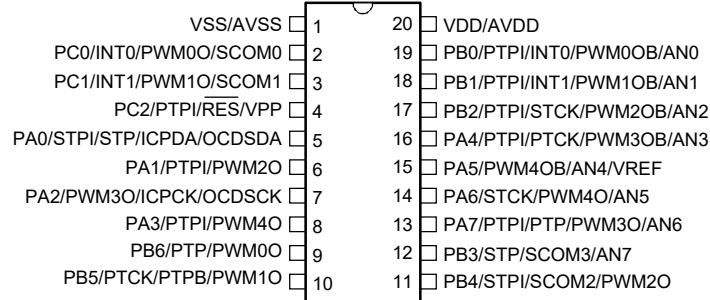 VSS/AVSS 1 20 VDD/AVDD
PC0/INT0/PWM0O/SCOM0 2 19 PB0/PTPI/INT0/PWM0OB/AN0
PC1/INT1/PWM1O/SCOM1 3 18 PB1/PTPI/INT1/PWM1OB/AN1
PC2/PTPI/RES/VPP 4 17 PB2/PTPI/STCK/PWM2OB/AN2
PA0/STPI/STP/ICPDA/OCDSDA 5 16 PA4/PTPI/PTCK/PWM3OB/AN3
PA1/PTPI/PWM2O 6 15 PA5/PWM4OB/AN4/VREF
PA2/PWM3O/ICPCK/OCDSCK 7 14 PA6/STCK/PWM4O/AN5
PA3/PTPI/PWM4O 8 13 PA7/PTPI/PTP/PWM3O/AN6
PB6/PTP/PWM0O 9 12 PB3/STP/SCOM3/AN7
PB5/PTCK/PTPB/PWM1O 10 11 PB4/STPI/SCOM2/PWM2O